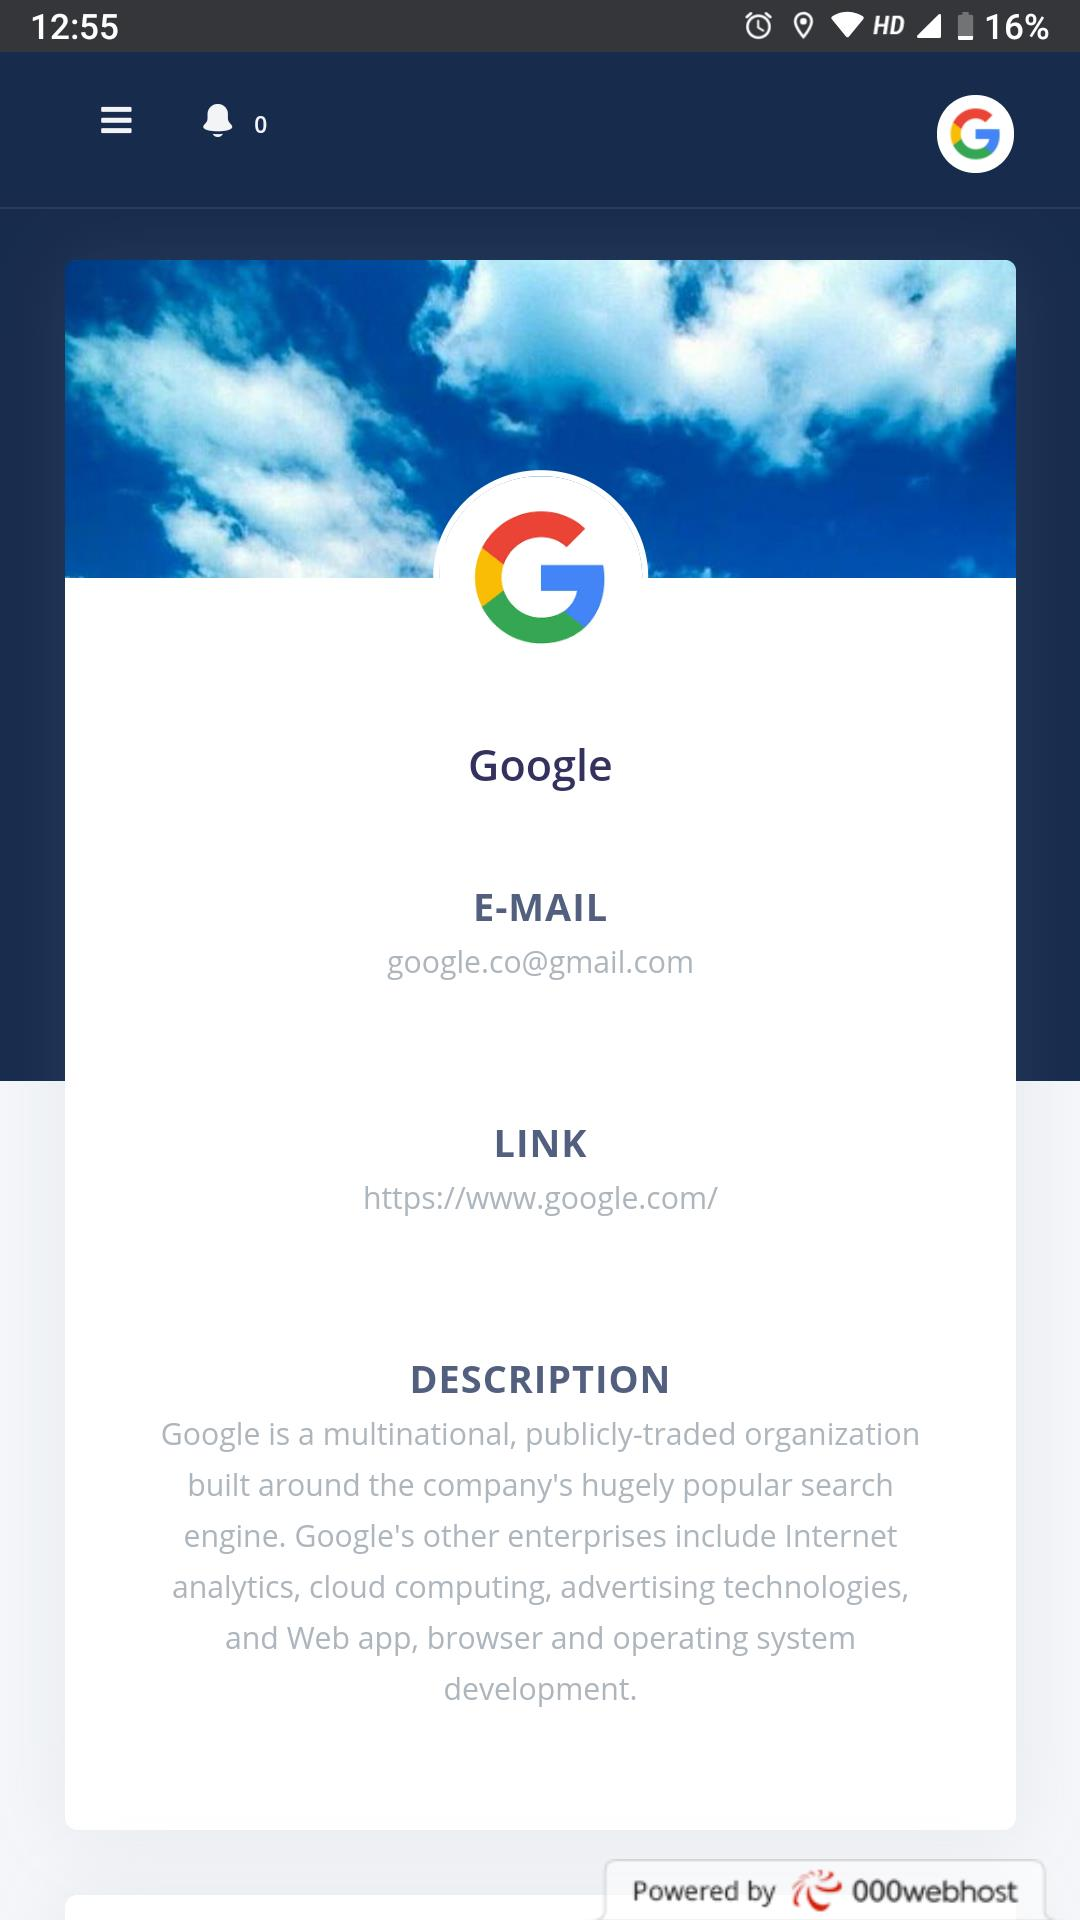 12:55
HD 16%
0
Google
E-MAIL
google.co@gmail.com
LINK
https://www.google.com/
DESCRIPTION
Google is a multinational, publicly-traded organization
built around the company's hugely popular search
engine. Google's other enterprises include Internet
analytics, cloud computing, advertising technologies,
and Web app, browser and operating system
development.
Powered by 000webhost